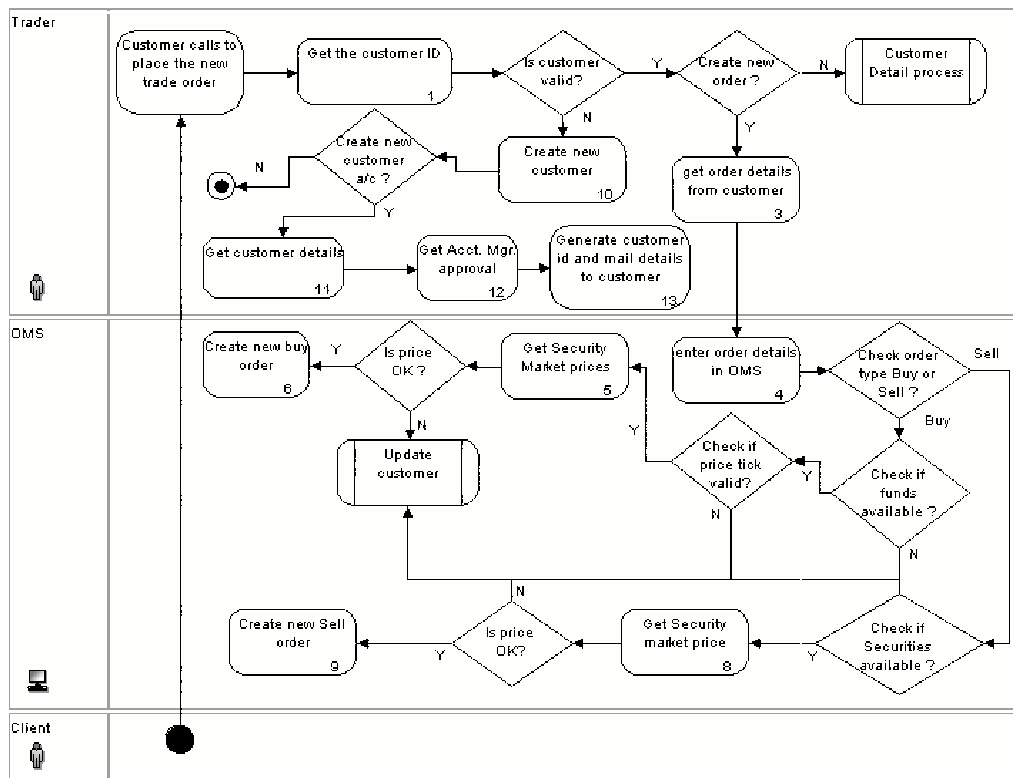 Trader
Customer calls to
place the new
trade order
Get the customer ID
1
Is customer
valid?
Y
N
Create new
order ?
N
Y
Customer
Detail process
Create new
customer
a/c ?
N
Y
Create new
customer
10
get order details
from customer
3
Get customer details
11
Get Acct. Mgr.
approval
12
Generate customer
id and mail details
to customer
13
OMS
Create new buy
order
6
Y
Is price
OK ?
N
Get Security
Market prices
5
enter order details
in OMS
4
Check order
type Buy or
Sell ?
Sell
Buy
Update
customer
Y
Check if
price tick
valid?
N
Y
Check if
funds
available ?
N
Create new Sell
order
9
Y
N
Is price
OK?
Get Security
market price
8
Y
Check if
Securities
available ?
Client